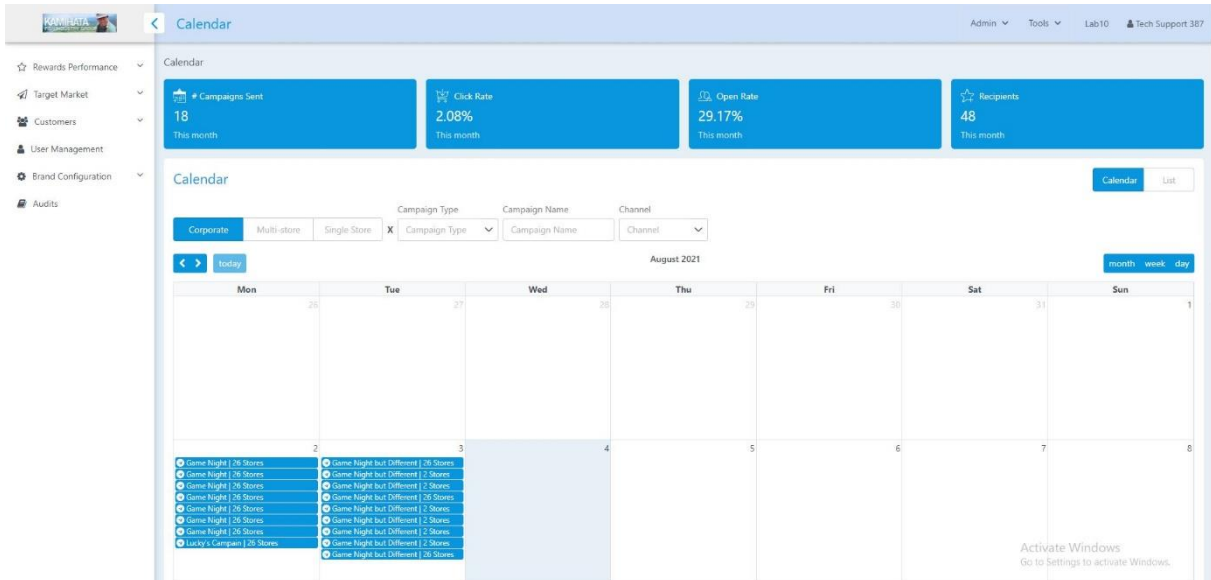 KAMIHATA
Calendar
Admin
Tools
Lab10
Tech Support 387
Rewards Performance
Target Market
Customers
User Management
Brand Configuration
Audits
Calendar
# Campaigns Sent
18
This month
Click Rate
2.08%
This month
Open Rate
29.17%
This month
Recipients
48
This month
Calendar
Calendar List
Campaign Type Campaign Name Channel
Corporate Multi-store Single Store X Campaign Type Campaign Name Channel
today
August 2021
month week day
Mon Tue Wed Thu Fri Sat Sun
26 27 28 29 30 31 1
2 3 4 5 6 7 8
Game Night | 26 Stores
Game Night | 26 Stores
Game Night | 26 Stores
Game Night | 26 Stores
Game Night | 26 Stores
Game Night | 26 Stores
Game Night | 26 Stores
Lucky's Campain | 26 Stores
Game Night but Different | 26 Stores
Game Night but Different | 2 Stores
Game Night but Different | 2 Stores
Game Night but Different | 26 Stores
Game Night but Different | 2 Stores
Game Night but Different | 2 Stores
Game Night but Different | 2 Stores
Game Night but Different | 2 Stores
Game Night but Different | 26 Stores
Activate Windows
Go to Settings to activate Windows.